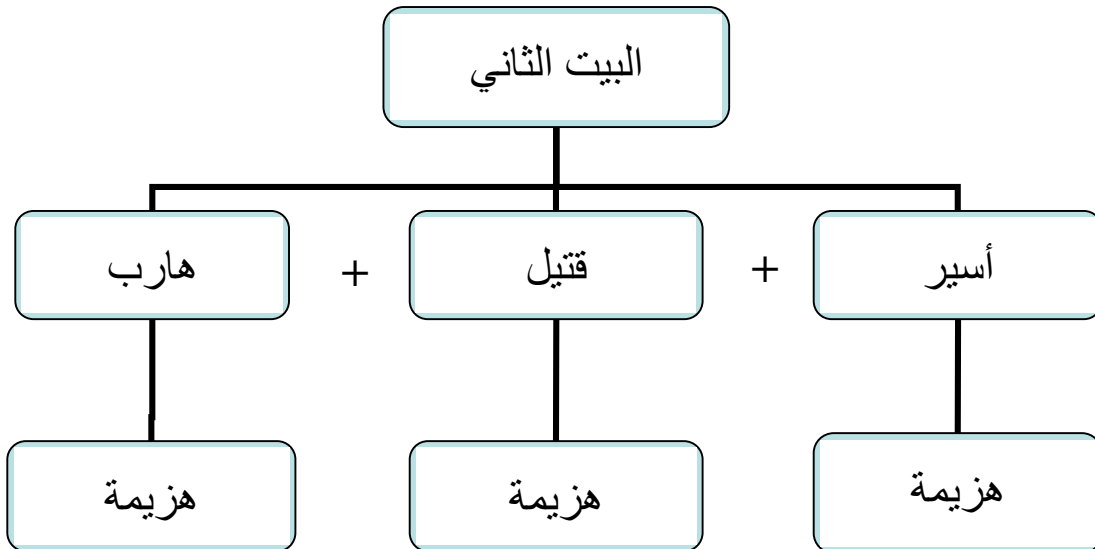 البيت الثاني
أسير + قتيل + هارب
هزيمة هزيمة هزيمة